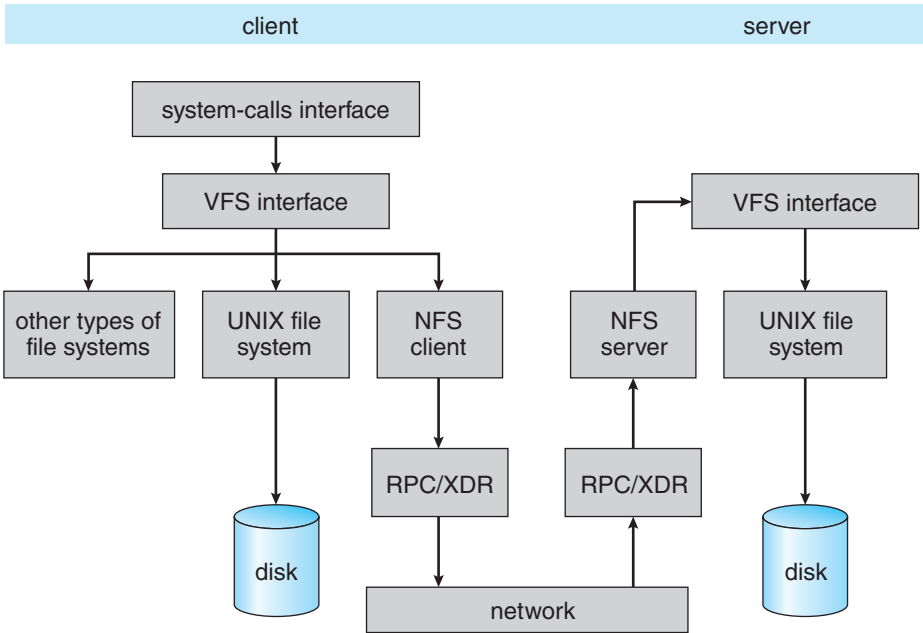 client
server
system-calls interface
VFS interface
VFS interface
other types of
file systems
UNIX file
system
NFS
client
NFS
server
UNIX file
system
RPC/XDR
RPC/XDR
disk
disk
network